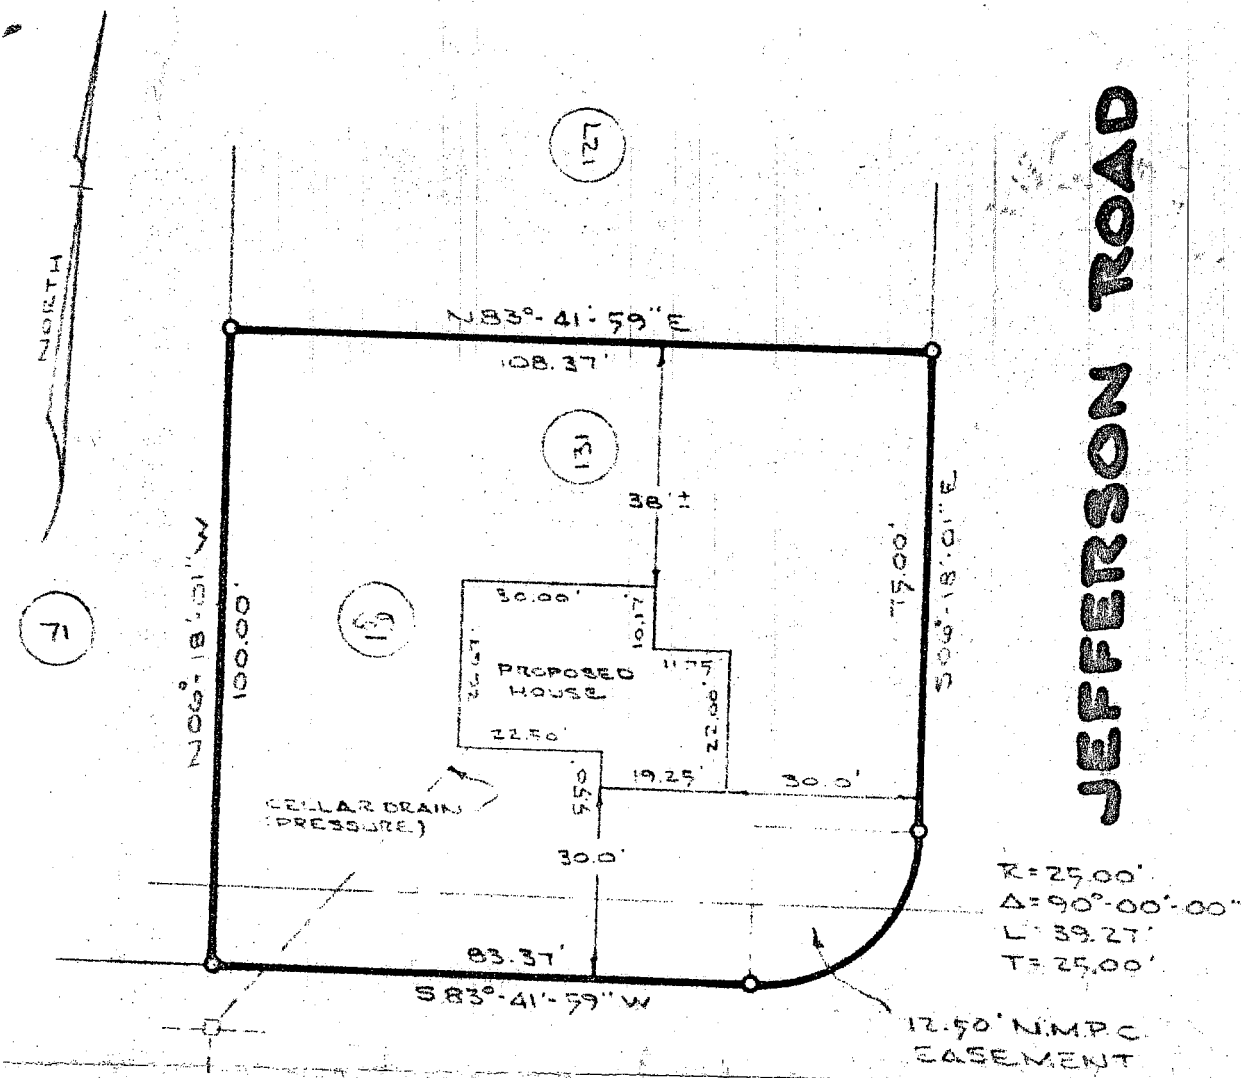 NORTH
127
JEFFERSON ROAD
N 83°-41'-59" E
108.37'
131
38'±
N06°-18'-01" W
100.00'
71
75.00'
S 06°-18'-01" E
30.00'
10.17'
11.75'
26.67'
PROPOSED
HOUSE
22.00'
22.50'
5.50'
19.25'
30.0'
CELLAR DRAIN
(PRESSURE)
30.0'
R=25.00'
Δ=90°-00'-00"
L=39.27'
T=25.00'
83.37'
S 83°-41'-59" W
12.50' N.M.P.C.
EASEMENT